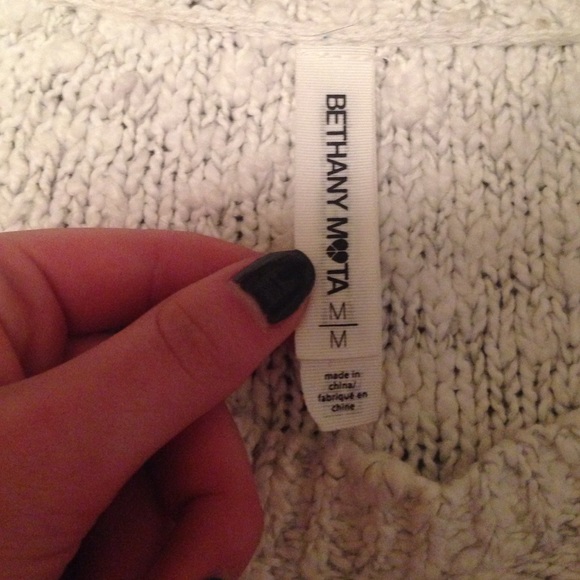 BETHANY MOTA
M
M
made in
china/
fabriqué en
chine